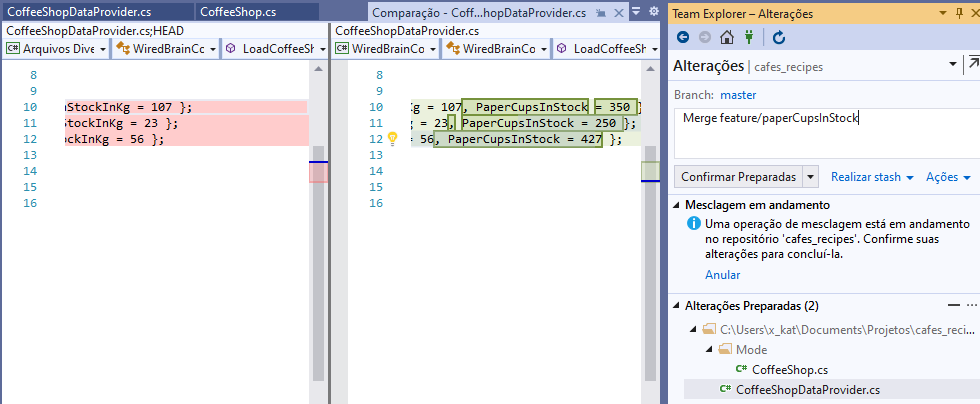 CoffeeShopDataProvider.cs
CoffeeShop.cs
Comparação - Coff...hopDataProvider.cs
CoffeeShopDataProvider.cs;HEAD
C# Arquivos Dive
WiredBrainCo
LoadCoffeeSh
8
9
10 StockInKg = 107 };
11 StockInKg = 23 };
12 ockInKg = 56 };
13
14
15
16
CoffeeShopDataProvider.cs
C# WiredBrainCo
WiredBrainCo
LoadCoffeeSh
8
9
10 Kg = 107, PaperCupsInStock = 350 }
11 = 23, PaperCupsInStock = 250 };
12 = 56, PaperCupsInStock = 427 };
13
14
15
16
Team Explorer – Alterações
Alterações | cafes_recipes
Branch: master
Merge feature/paperCupsInStock
Confirmar Preparadas
Realizar stash
Ações
Mesclagem em andamento
Uma operação de mesclagem está em andamento
no repositório 'cafes_recipes'. Confirme suas
alterações para concluí-la.
Anular
Alterações Preparadas (2)
C:\Users\x_kat\Documents\Projetos\cafes_reci...
Mode
C# CoffeeShop.cs
C# CoffeeShopDataProvider.cs